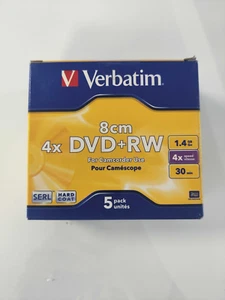 Verbatim
8cm
4x DVD+RW
For Camcorder Use
Pour Caméscope
1.4
4x
30 min
SERL HARD COAT
5 pack
unités